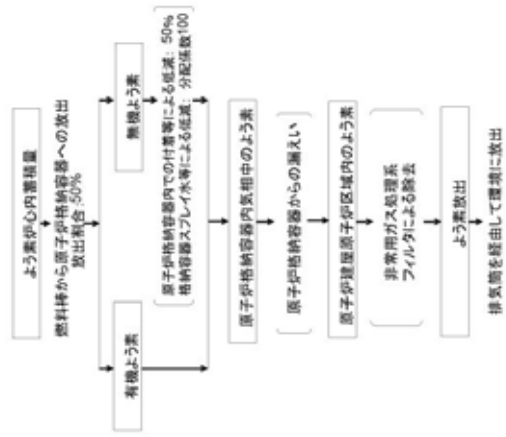 よう素炉心内蓄積量
燃料棒から原子炉格納容器への放出
放出割合:50%
有機よう素
無機よう素
原子炉格納容器内での付着等による低減:50%
格納容器スプレイ水等による低減:分配係数100
原子炉格納容器内気相中のよう素
原子炉格納容器からの漏えい
原子炉建屋原子炉区域内のよう素
非常用ガス処理系
フィルタによる除去
よう素放出
排気筒を経由して環境に放出